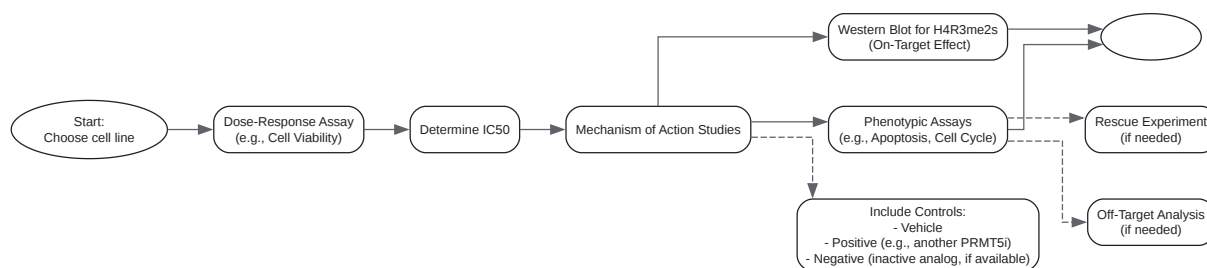 Start:
Choose cell line
Dose-Response Assay
(e.g., Cell Viability)
Determine IC50
Mechanism of Action Studies
Western Blot for H4R3me2s
(On-Target Effect)
Phenotypic Assays
(e.g., Apoptosis, Cell Cycle)
Include Controls:
- Vehicle
- Positive (e.g., another PRMT5i)
- Negative (inactive analog, if available)
Rescue Experiment
(if needed)
Off-Target Analysis
(if needed)